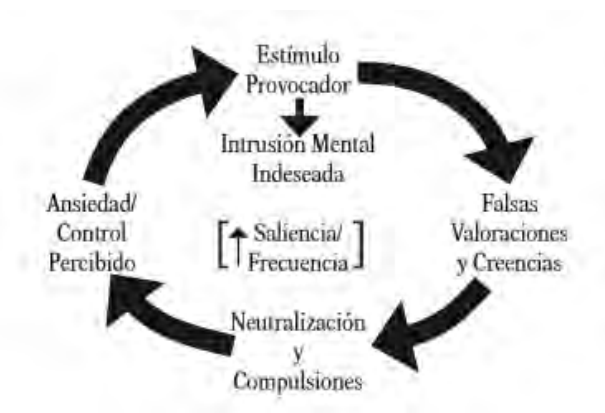 Estímulo
Provocador
Intrusión Mental
Indeseada
Falsas
Valoraciones
y Creencias
Ansiedad/
Control
Percibido
[↑ Saliencia/
Frecuencia]
Neutralización
y
Compulsiones